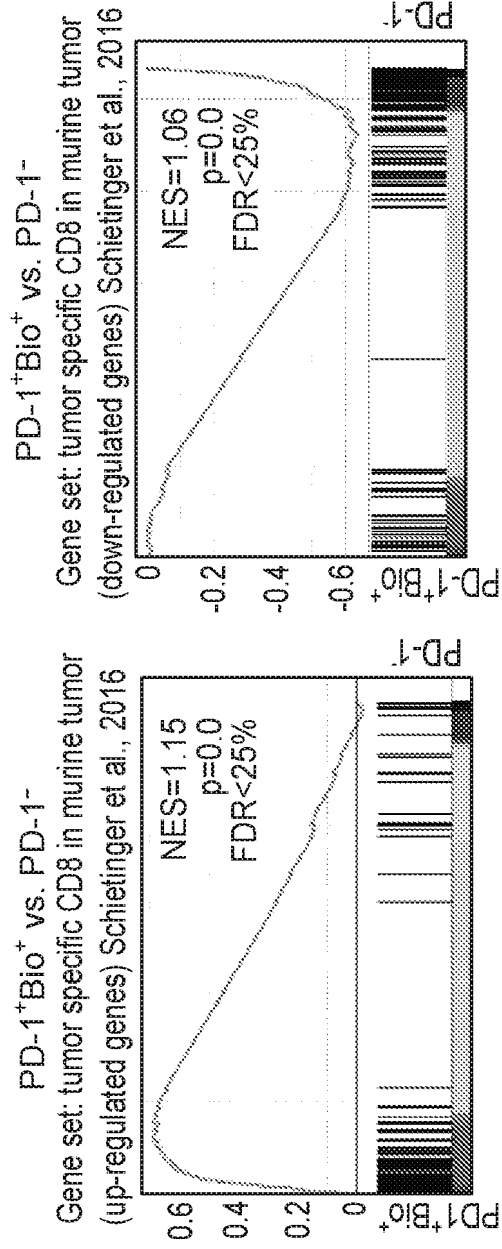 PD-1+Bio+ vs. PD-1-
Gene set: tumor specific CD8 in murine tumor
(up-regulated genes) Schietinger et al., 2016
NES=1.15
p=0.0
FDR<25%
0.6
0.4
0.2
0
PD1+Bio+
PD-1-
PD-1+Bio+ vs. PD-1-
Gene set: tumor specific CD8 in murine tumor
(down-regulated genes) Schietinger et al., 2016
NES=1.06
p=0.0
FDR<25%
0
-0.2
-0.4
-0.6
PD-1+Bio+
PD-1-